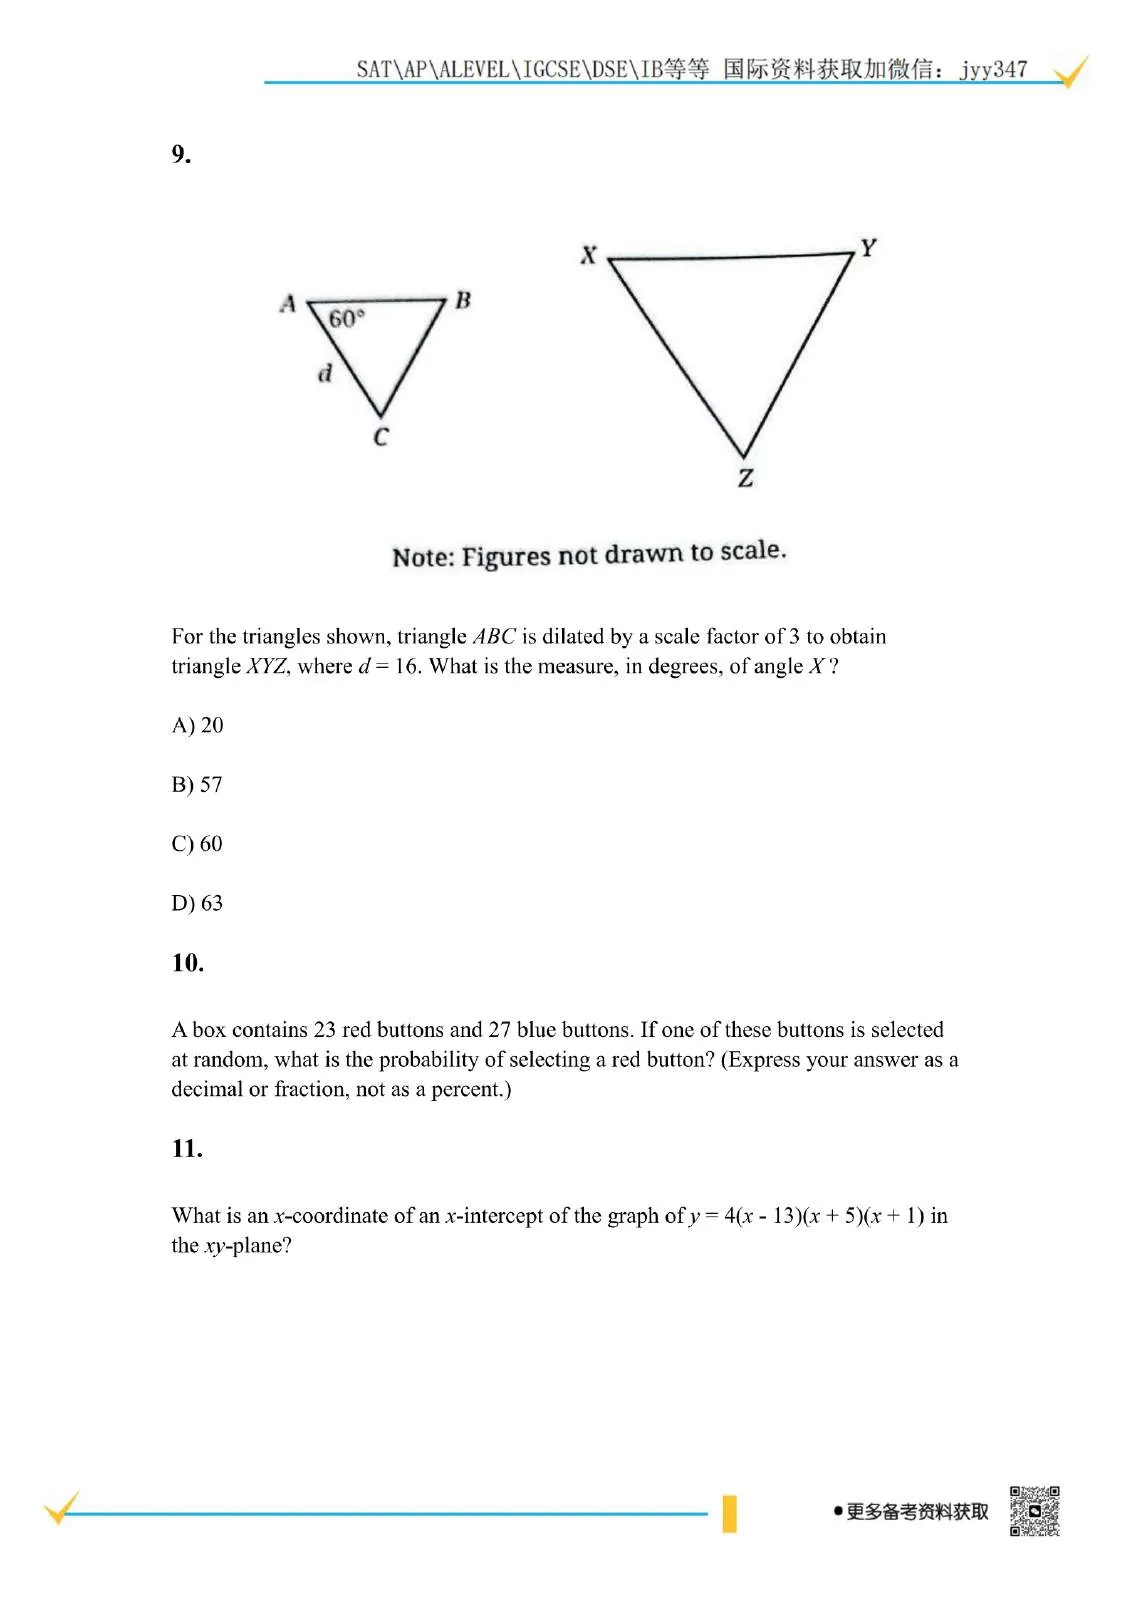 SAT\AP\ALEVEL\IGCSE\DSE\IB等等 国际资料获取加微信：jyy347
9.
A
B
60°
d
C
X
Y
Z
Note: Figures not drawn to scale.
For the triangles shown, triangle ABC is dilated by a scale factor of 3 to obtain
triangle XYZ, where d = 16. What is the measure, in degrees, of angle X ?
A) 20
B) 57
C) 60
D) 63
10.
A box contains 23 red buttons and 27 blue buttons. If one of these buttons is selected
at random, what is the probability of selecting a red button? (Express your answer as a
decimal or fraction, not as a percent.)
11.
What is an x-coordinate of an x-intercept of the graph of y = 4(x - 13)(x + 5)(x + 1) in
the xy-plane?
●更多备考资料获取